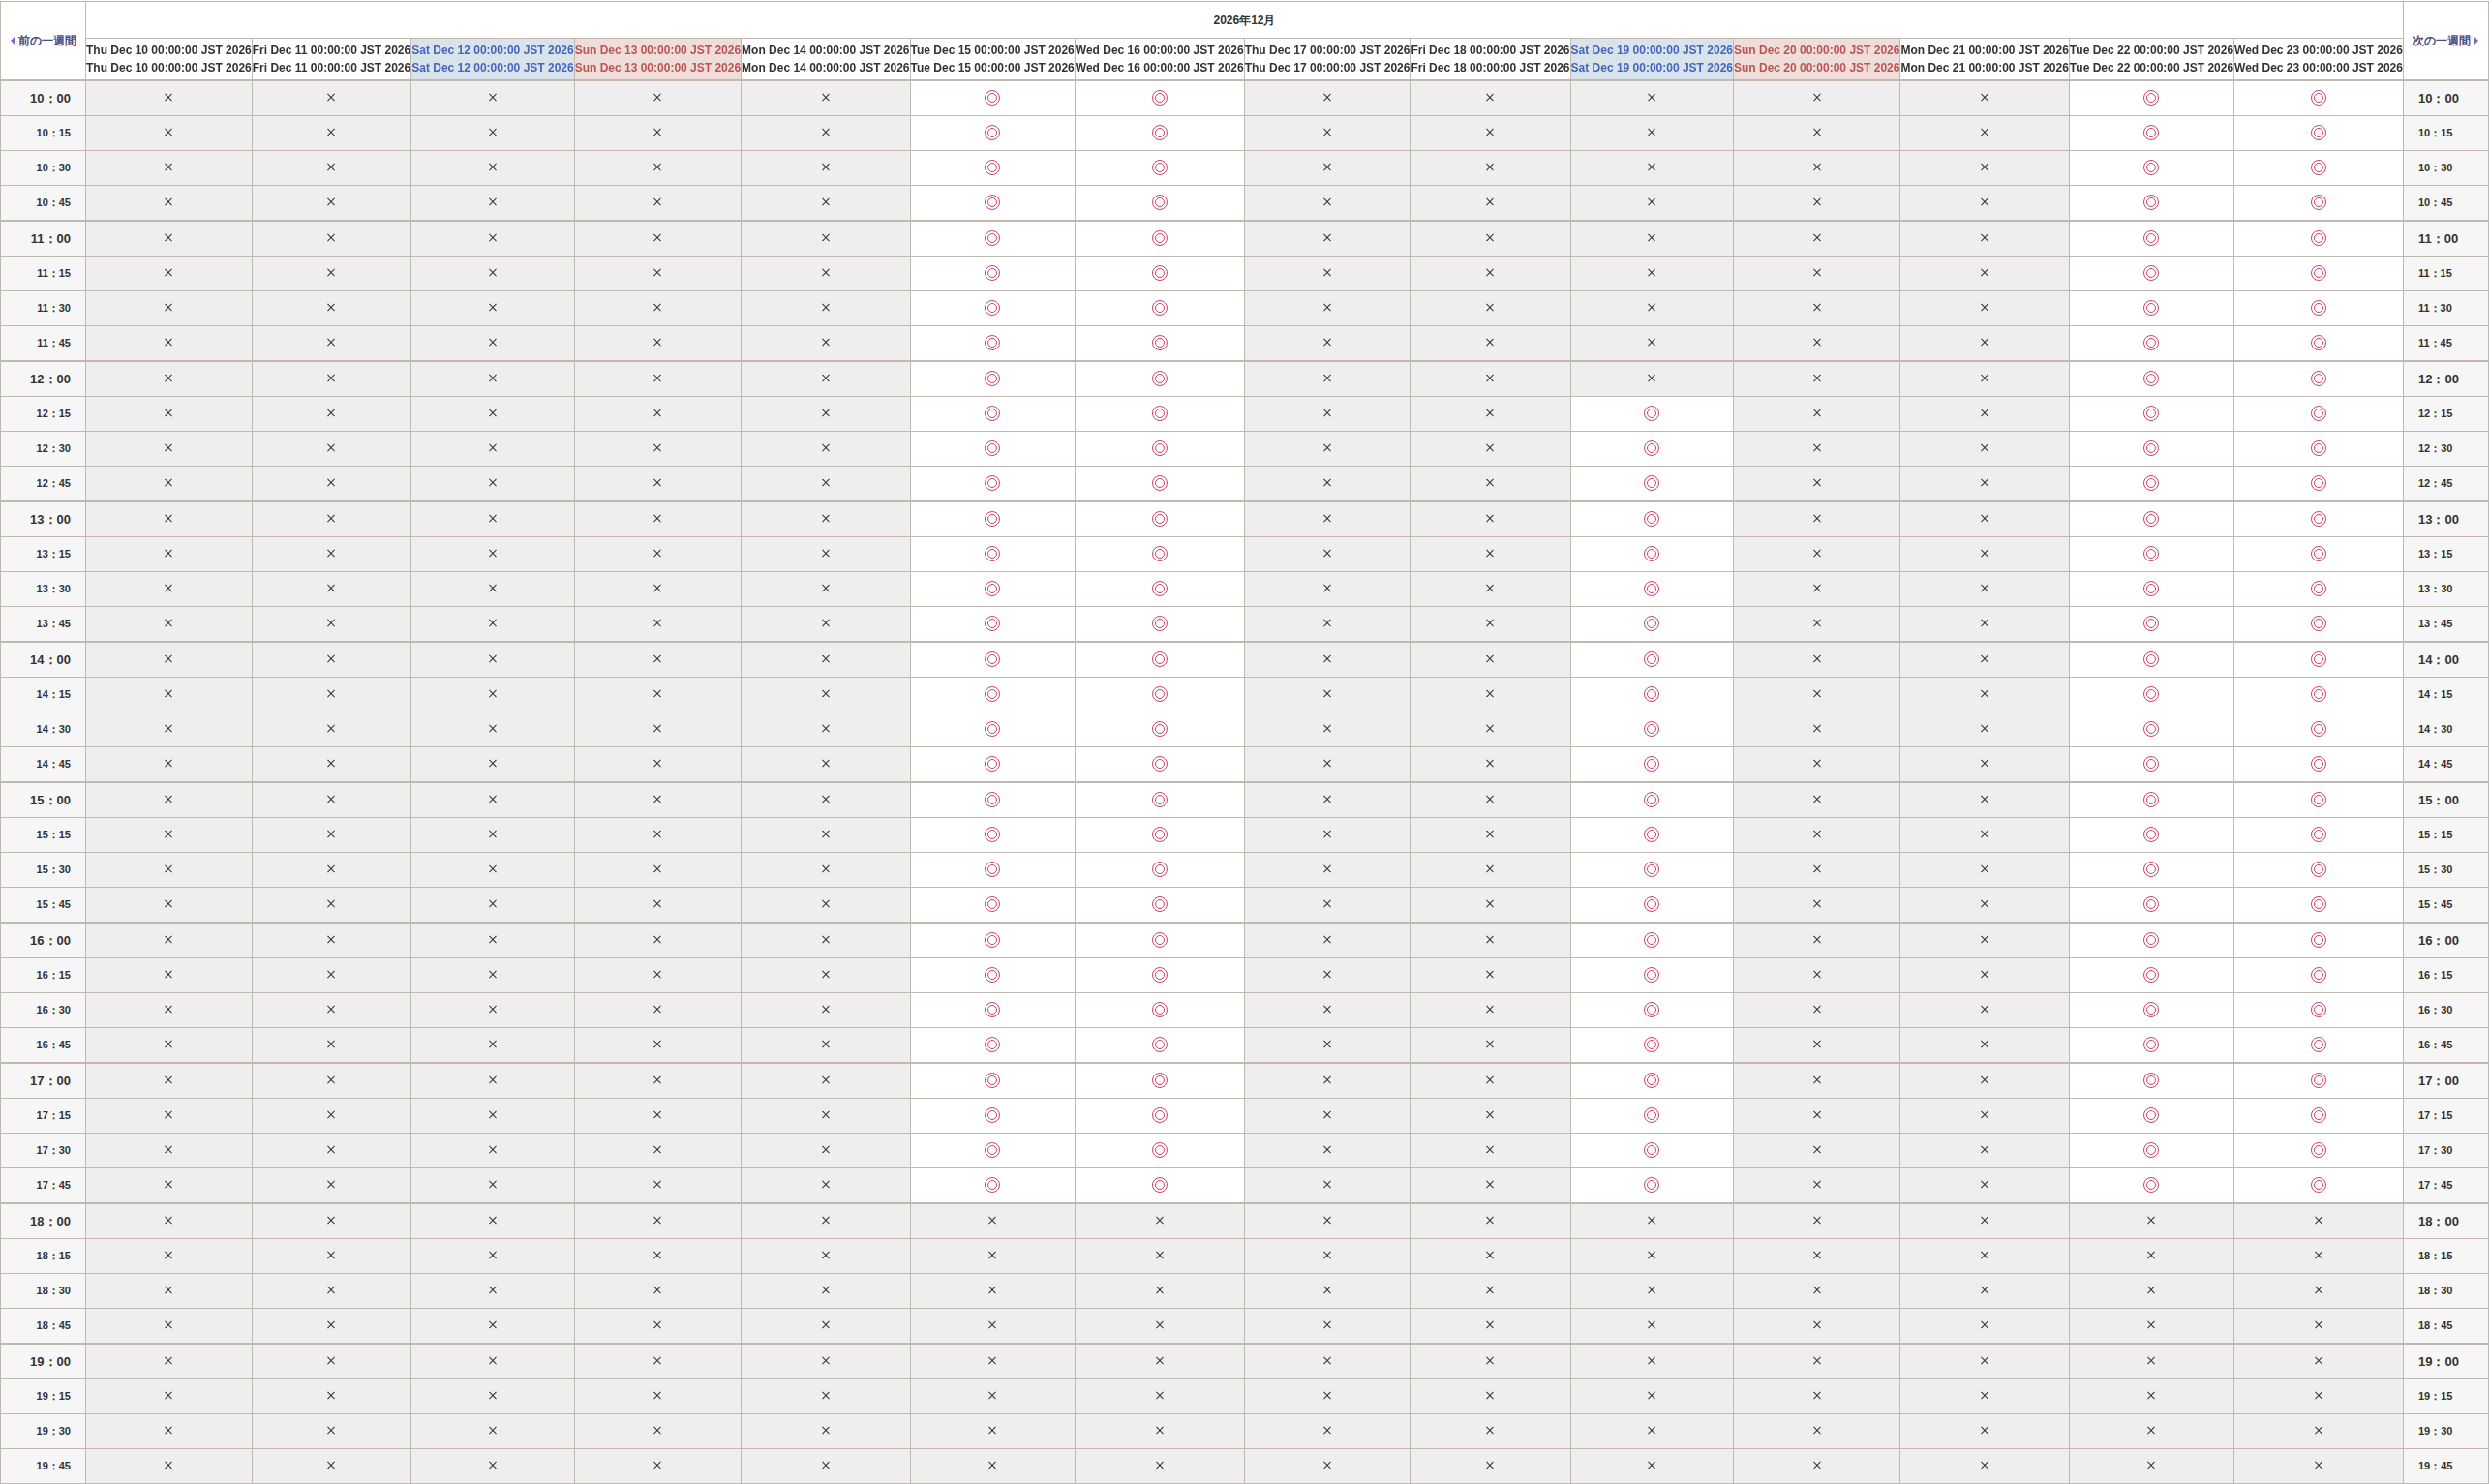 2026年12月
前の一週間 次の一週間
Thu Dec 10 00:00:00 JST 2026 Fri Dec 11 00:00:00 JST 2026 Sat Dec 12 00:00:00 JST 2026 Sun Dec 13 00:00:00 JST 2026 Mon Dec 14 00:00:00 JST 2026 Tue Dec 15 00:00:00 JST 2026 Wed Dec 16 00:00:00 JST 2026 Thu Dec 17 00:00:00 JST 2026 Fri Dec 18 00:00:00 JST 2026 Sat Dec 19 00:00:00 JST 2026 Sun Dec 20 00:00:00 JST 2026 Mon Dec 21 00:00:00 JST 2026 Tue Dec 22 00:00:00 JST 2026 Wed Dec 23 00:00:00 JST 2026
Thu Dec 10 00:00:00 JST 2026 Fri Dec 11 00:00:00 JST 2026 Sat Dec 12 00:00:00 JST 2026 Sun Dec 13 00:00:00 JST 2026 Mon Dec 14 00:00:00 JST 2026 Tue Dec 15 00:00:00 JST 2026 Wed Dec 16 00:00:00 JST 2026 Thu Dec 17 00:00:00 JST 2026 Fri Dec 18 00:00:00 JST 2026 Sat Dec 19 00:00:00 JST 2026 Sun Dec 20 00:00:00 JST 2026 Mon Dec 21 00:00:00 JST 2026 Tue Dec 22 00:00:00 JST 2026 Wed Dec 23 00:00:00 JST 2026
10：00 × × × × × ◎ ◎ × × × × × ◎ ◎ 10：00
10：15 × × × × × ◎ ◎ × × × × × ◎ ◎ 10：15
10：30 × × × × × ◎ ◎ × × × × × ◎ ◎ 10：30
10：45 × × × × × ◎ ◎ × × × × × ◎ ◎ 10：45
11：00 × × × × × ◎ ◎ × × × × × ◎ ◎ 11：00
11：15 × × × × × ◎ ◎ × × × × × ◎ ◎ 11：15
11：30 × × × × × ◎ ◎ × × × × × ◎ ◎ 11：30
11：45 × × × × × ◎ ◎ × × × × × ◎ ◎ 11：45
12：00 × × × × × ◎ ◎ × × × × × ◎ ◎ 12：00
12：15 × × × × × ◎ ◎ × × ◎ × × ◎ ◎ 12：15
12：30 × × × × × ◎ ◎ × × ◎ × × ◎ ◎ 12：30
12：45 × × × × × ◎ ◎ × × ◎ × × ◎ ◎ 12：45
13：00 × × × × × ◎ ◎ × × ◎ × × ◎ ◎ 13：00
13：15 × × × × × ◎ ◎ × × ◎ × × ◎ ◎ 13：15
13：30 × × × × × ◎ ◎ × × ◎ × × ◎ ◎ 13：30
13：45 × × × × × ◎ ◎ × × ◎ × × ◎ ◎ 13：45
14：00 × × × × × ◎ ◎ × × ◎ × × ◎ ◎ 14：00
14：15 × × × × × ◎ ◎ × × ◎ × × ◎ ◎ 14：15
14：30 × × × × × ◎ ◎ × × ◎ × × ◎ ◎ 14：30
14：45 × × × × × ◎ ◎ × × ◎ × × ◎ ◎ 14：45
15：00 × × × × × ◎ ◎ × × ◎ × × ◎ ◎ 15：00
15：15 × × × × × ◎ ◎ × × ◎ × × ◎ ◎ 15：15
15：30 × × × × × ◎ ◎ × × ◎ × × ◎ ◎ 15：30
15：45 × × × × × ◎ ◎ × × ◎ × × ◎ ◎ 15：45
16：00 × × × × × ◎ ◎ × × ◎ × × ◎ ◎ 16：00
16：15 × × × × × ◎ ◎ × × ◎ × × ◎ ◎ 16：15
16：30 × × × × × ◎ ◎ × × ◎ × × ◎ ◎ 16：30
16：45 × × × × × ◎ ◎ × × ◎ × × ◎ ◎ 16：45
17：00 × × × × × ◎ ◎ × × ◎ × × ◎ ◎ 17：00
17：15 × × × × × ◎ ◎ × × ◎ × × ◎ ◎ 17：15
17：30 × × × × × ◎ ◎ × × ◎ × × ◎ ◎ 17：30
17：45 × × × × × ◎ ◎ × × ◎ × × ◎ ◎ 17：45
18：00 × × × × × × × × × × × × × × 18：00
18：15 × × × × × × × × × × × × × × 18：15
18：30 × × × × × × × × × × × × × × 18：30
18：45 × × × × × × × × × × × × × × 18：45
19：00 × × × × × × × × × × × × × × 19：00
19：15 × × × × × × × × × × × × × × 19：15
19：30 × × × × × × × × × × × × × × 19：30
19：45 × × × × × × × × × × × × × × 19：45